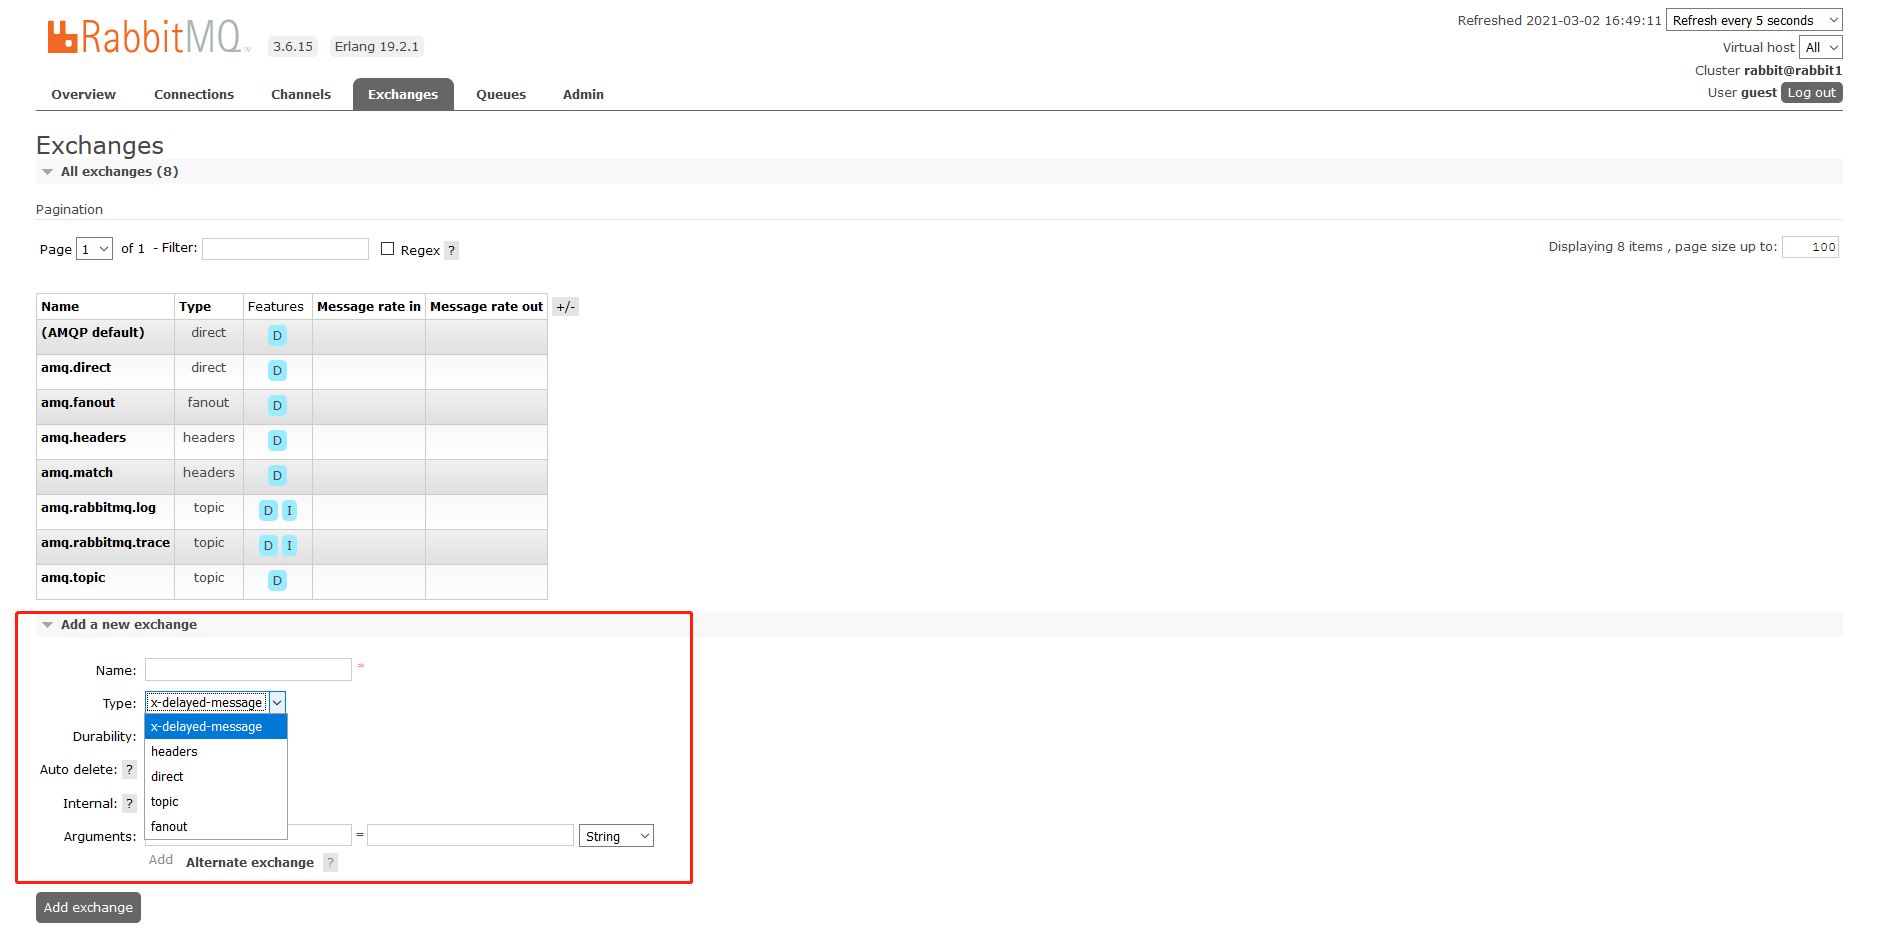 RabbitMQ™ 3.6.15 Erlang 19.2.1
Refreshed 2021-03-02 16:49:11 Refresh every 5 seconds
Virtual host All
Cluster rabbit@rabbit1
User guest Log out
Overview Connections Channels Exchanges Queues Admin
Exchanges
All exchanges (8)
Pagination
Page 1 of 1 - Filter: Regex ?
Displaying 8 items , page size up to: 100
Name Type Features Message rate in Message rate out +/-
(AMQP default) direct D
amq.direct direct D
amq.fanout fanout D
amq.headers headers D
amq.match headers D
amq.rabbitmq.log topic D I
amq.rabbitmq.trace topic D I
amq.topic topic D
Add a new exchange
Name: *
Type: x-delayed-message
x-delayed-message
Durability:
headers
Auto delete: ? direct
Internal: ? topic
fanout
Arguments: = String
Add Alternate exchange ?
Add exchange